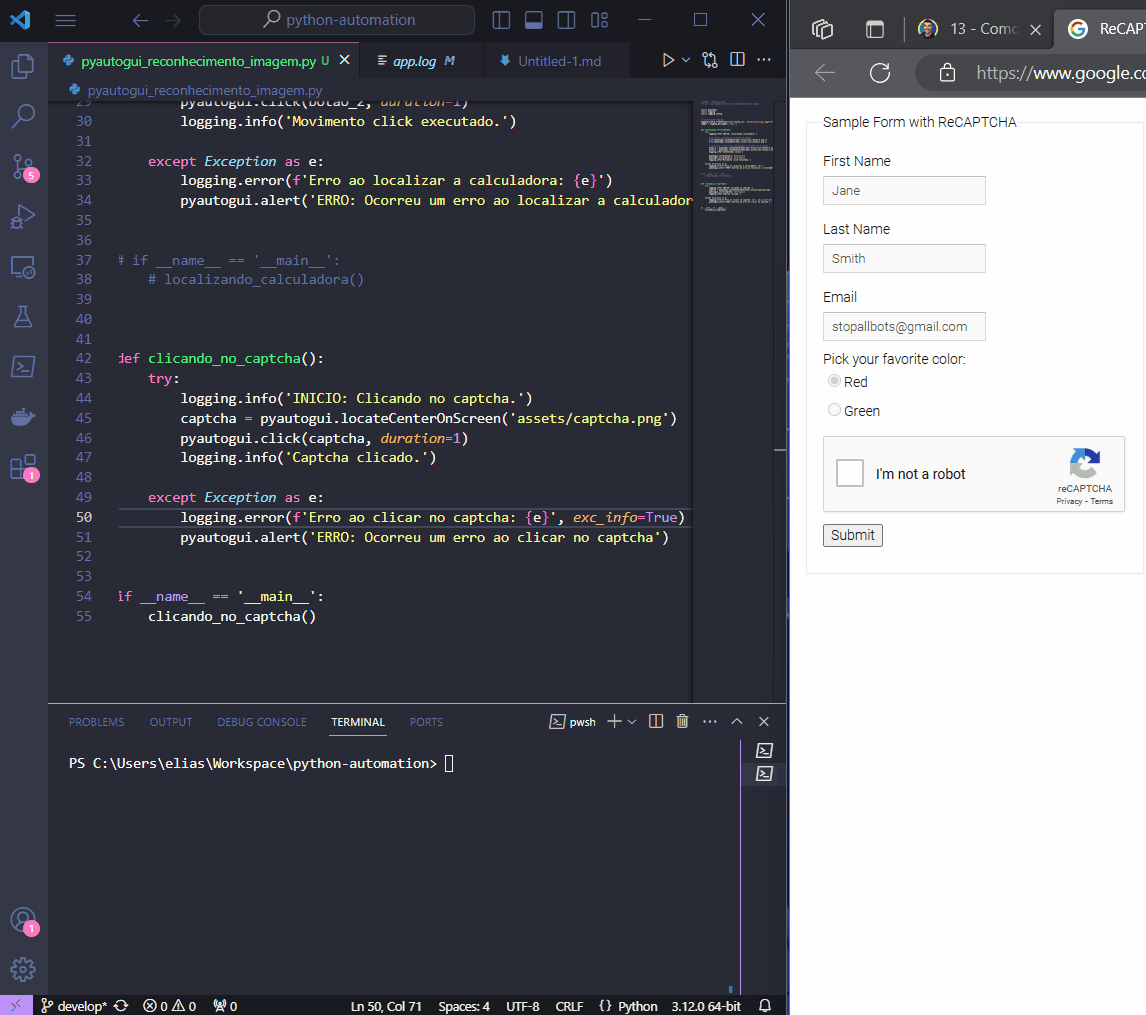 python-automation
pyautogui_reconhecimento_imagem.py U
app.log M
Untitled-1.md
pyautogui_reconhecimento_imagem.py
29 pyautogui.click(botao_2, duration=1)
30 logging.info('Movimento click executado.')
31
32 except Exception as e:
33 logging.error(f'Erro ao localizar a calculadora: {e}')
34 pyautogui.alert('ERRO: Ocorreu um erro ao localizar a calculador
35
36
37 # if __name__ == '__main__':
38 # localizando_calculadora()
39
40
41
42 def clicando_no_captcha():
43 try:
44 logging.info('INICIO: Clicando no captcha.')
45 captcha = pyautogui.locateCenterOnScreen('assets/captcha.png')
46 pyautogui.click(captcha, duration=1)
47 logging.info('Captcha clicado.')
48
49 except Exception as e:
50 logging.error(f'Erro ao clicar no captcha: {e}', exc_info=True)
51 pyautogui.alert('ERRO: Ocorreu um erro ao clicar no captcha')
52
53
54 if __name__ == '__main__':
55 clicando_no_captcha()
5
1
1
PROBLEMS OUTPUT DEBUG CONSOLE TERMINAL PORTS
pwsh
PS C:\Users\elias\Workspace\python-automation>
develop* 0 0 0 Ln 50, Col 71 Spaces: 4 UTF-8 CRLF {} Python 3.12.0 64-bit
13 - Como
ReCAPT
https://www.google.co
Sample Form with ReCAPTCHA
First Name
Jane
Last Name
Smith
Email
stopallbots@gmail.com
Pick your favorite color:
Red
Green
I'm not a robot
reCAPTCHA
Privacy - Terms
Submit